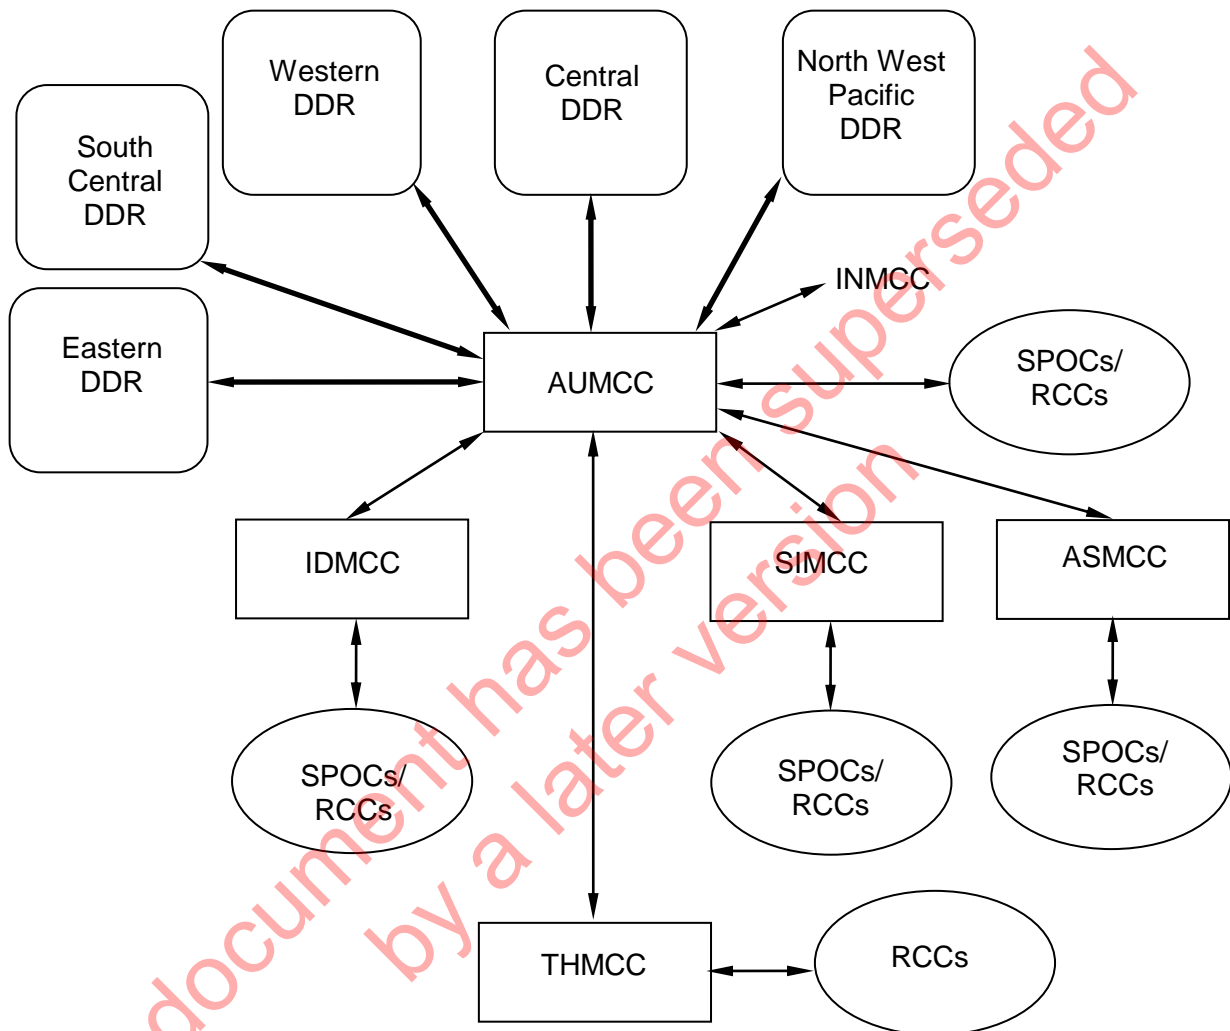 Western
DDR
Central
DDR
North West
Pacific
DDR
South
Central
DDR
INMCC
Eastern
DDR
AUMCC
SPOCs/
RCCs
IDMCC
SIMCC
ASMCC
SPOCs/
RCCs
SPOCs/
RCCs
SPOCs/
RCCs
THMCC
RCCs
document has been superseded
by a later version